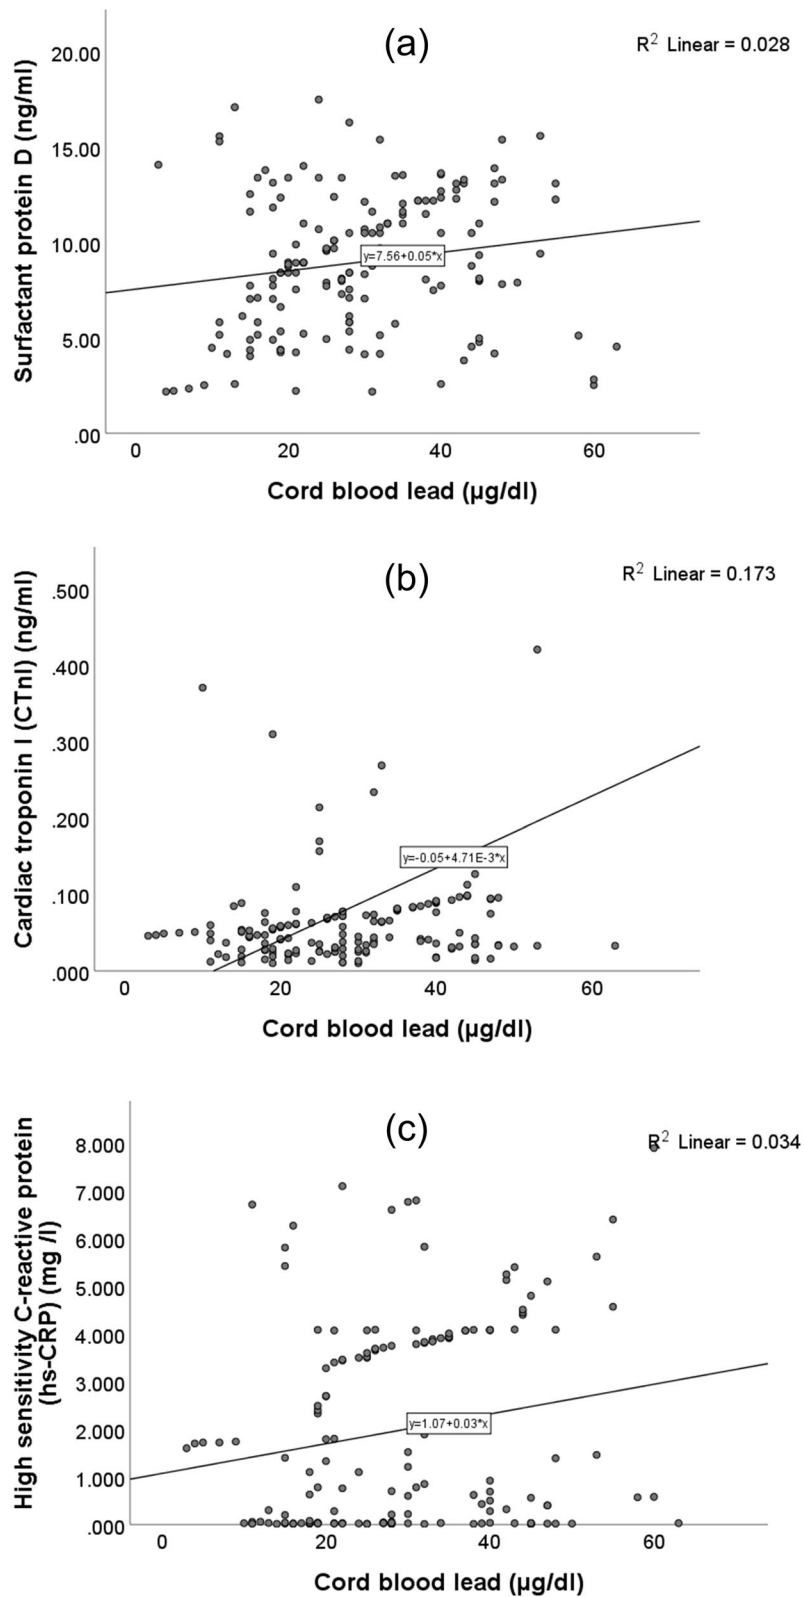 (a)
R² Linear = 0.028
Surfactant protein D (ng/ml)
20.00
15.00
10.00
5.00
.00
y=7.56+0.05*x
0 20 40 60
Cord blood lead (µg/dl)
(b)
R² Linear = 0.173
Cardiac troponin I (CTnI) (ng/ml)
.500
.400
.300
.200
.100
.000
y=-0.05+4.71E-3*x
0 20 40 60
Cord blood lead (µg/dl)
(c)
R² Linear = 0.034
High sensitivity C-reactive protein
(hs-CRP) (mg /l)
8.000
7.000
6.000
5.000
4.000
3.000
2.000
1.000
.000
y=1.07+0.03*x
0 20 40 60
Cord blood lead (µg/dl)